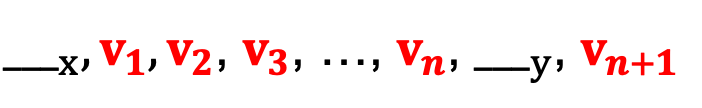 ___x, v₁, v₂, v₃, …, vₙ, ___y, vₙ₊₁